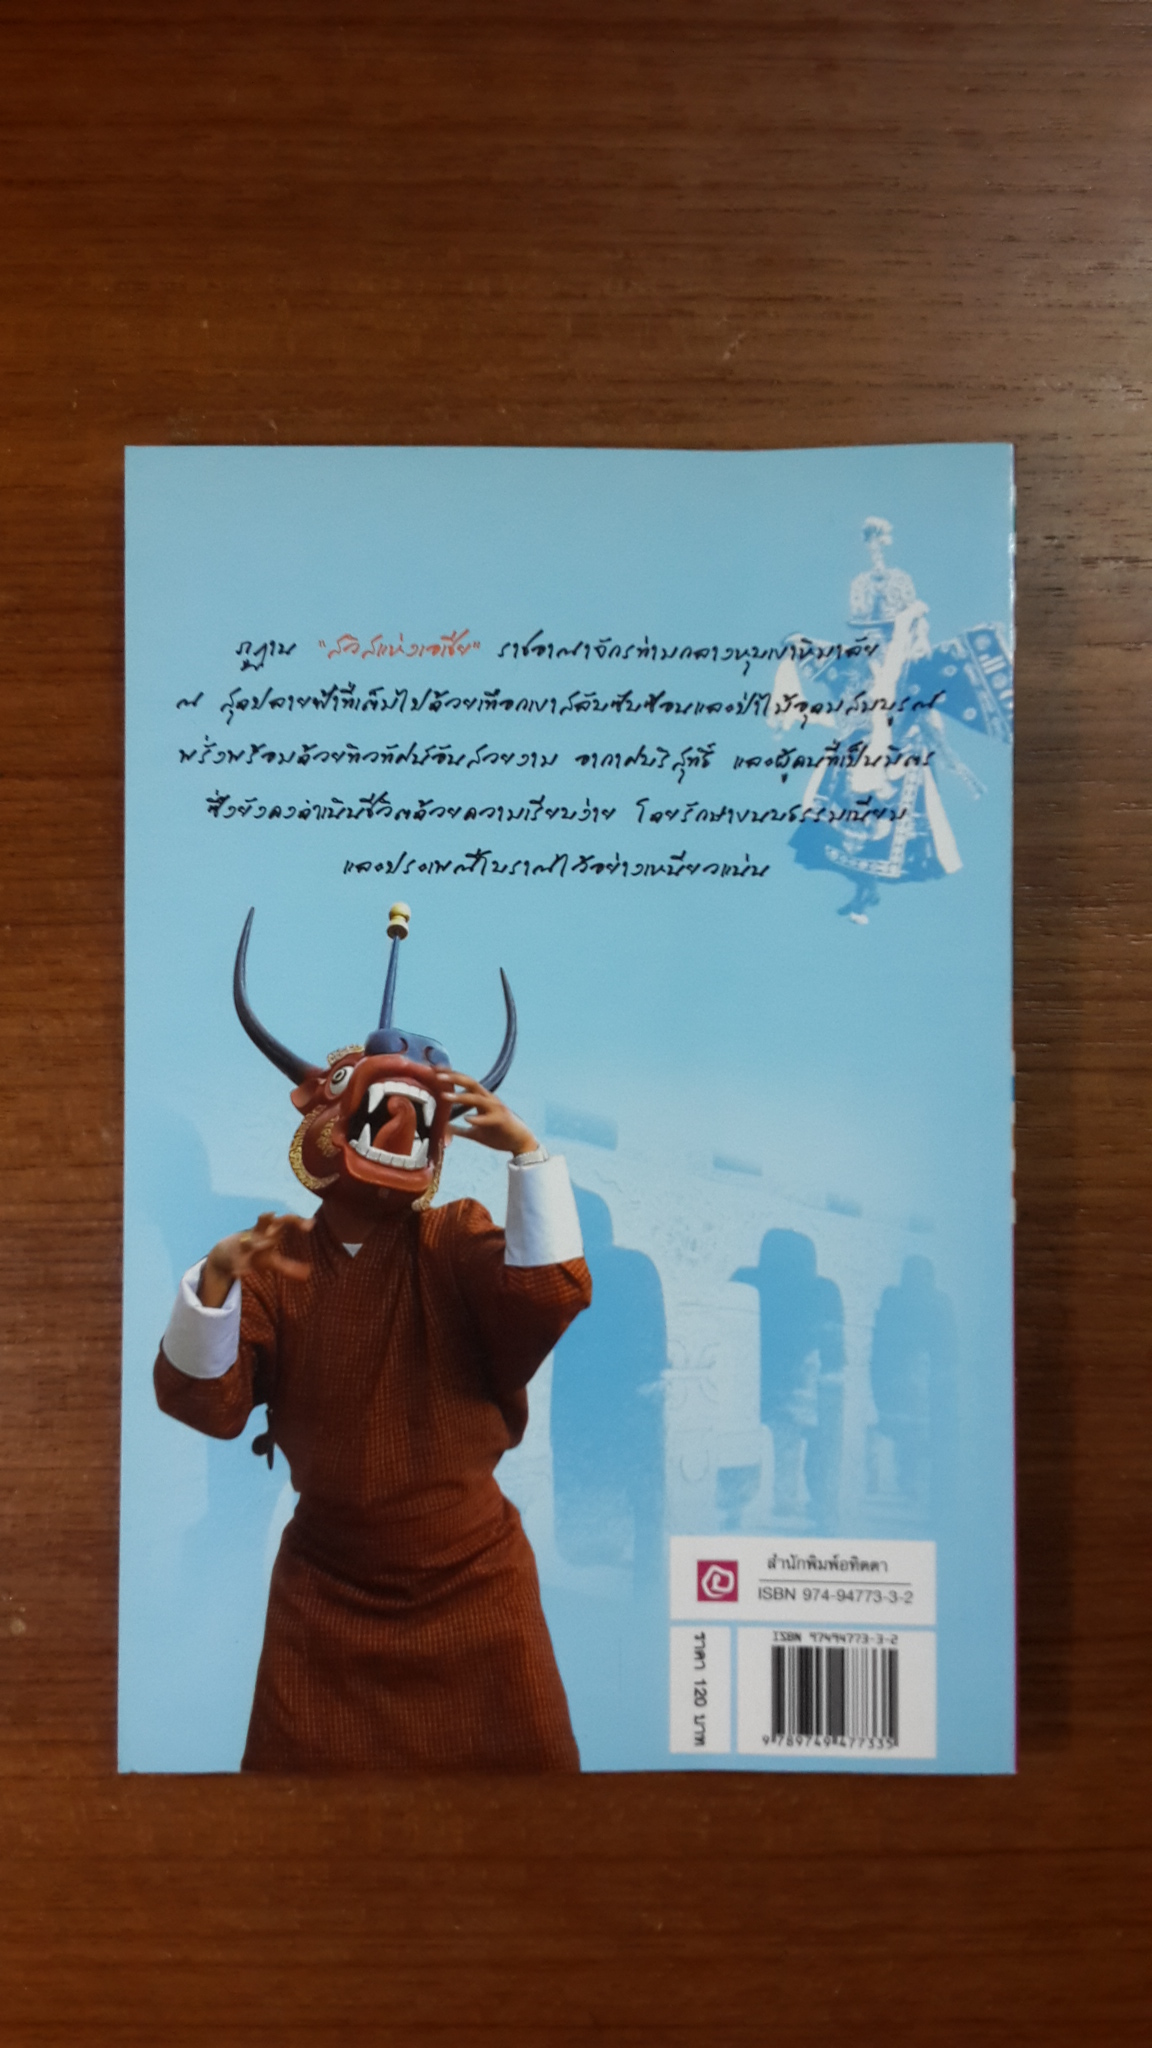 ภูฏาน "สวิสแห่งเอเชีย" ราชอาณาจักรท่ามกลางหุบเขาหิมาลัย
ณ สุดปลายฟ้าที่เต็มไปด้วยเทือกเขาสลับซับซ้อนและป่าไม้อุดมสมบูรณ์
พรั่งพร้อมด้วยทิวทัศน์อันสวยงาม อากาศบริสุทธิ์ และผู้คนที่เป็นมิตร
ซึ่งยังคงดำเนินชีวิตด้วยความเรียบง่าย โดยรักษาขนบธรรมเนียม
และประเพณีโบราณไว้อย่างเหนียวแน่น
สำนักพิมพ์อทิตตา
ISBN 974-94773-3-2
ราคา 120 บาท
ISBN 97494773-3-2
9789749477335